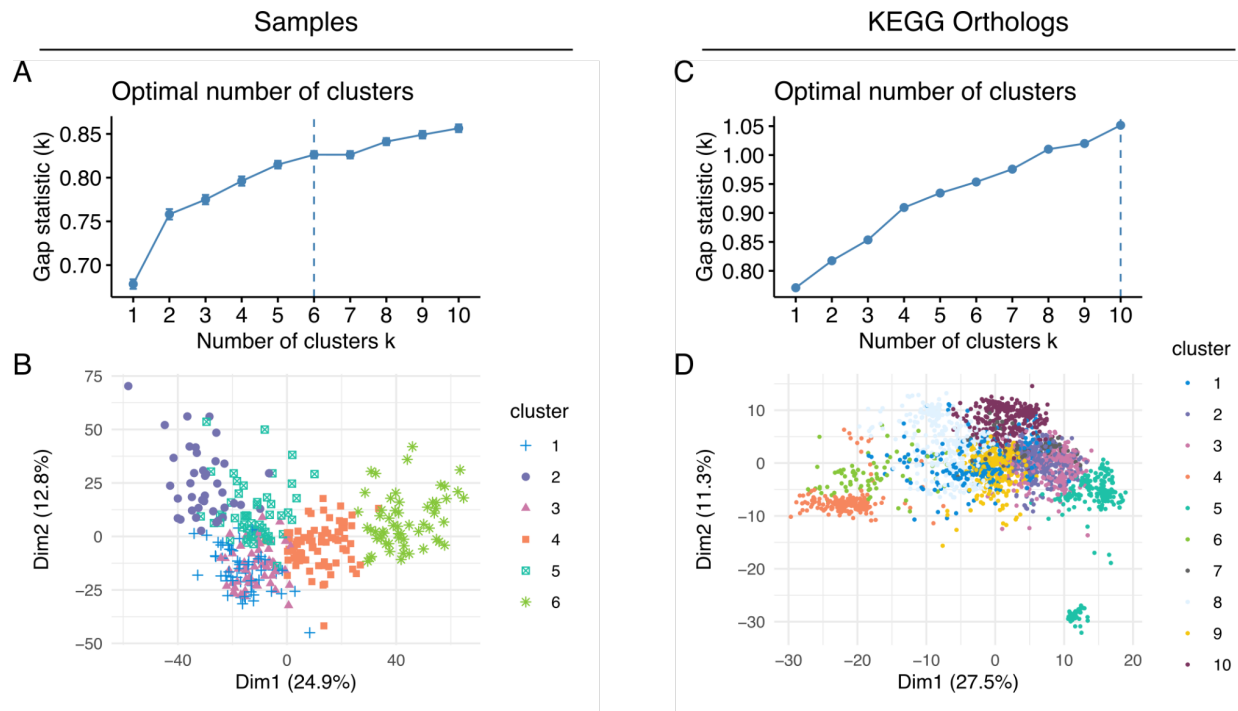 Samples
KEGG Orthologs
A
Optimal number of clusters
Gap statistic (k)
0.85
0.80
0.75
0.70
1 2 3 4 5 6 7 8 9 10
Number of clusters k
C
Optimal number of clusters
Gap statistic (k)
1.05
1.00
0.95
0.90
0.85
0.80
1 2 3 4 5 6 7 8 9 10
Number of clusters k
B
Dim2 (12.8%)
75
50
25
0
−25
−50
−40 0 40
Dim1 (24.9%)
cluster
1
2
3
4
5
6
D
Dim2 (11.3%)
10
0
−10
−20
−30
−30 −20 −10 0 10 20
Dim1 (27.5%)
cluster
1
2
3
4
5
6
7
8
9
10